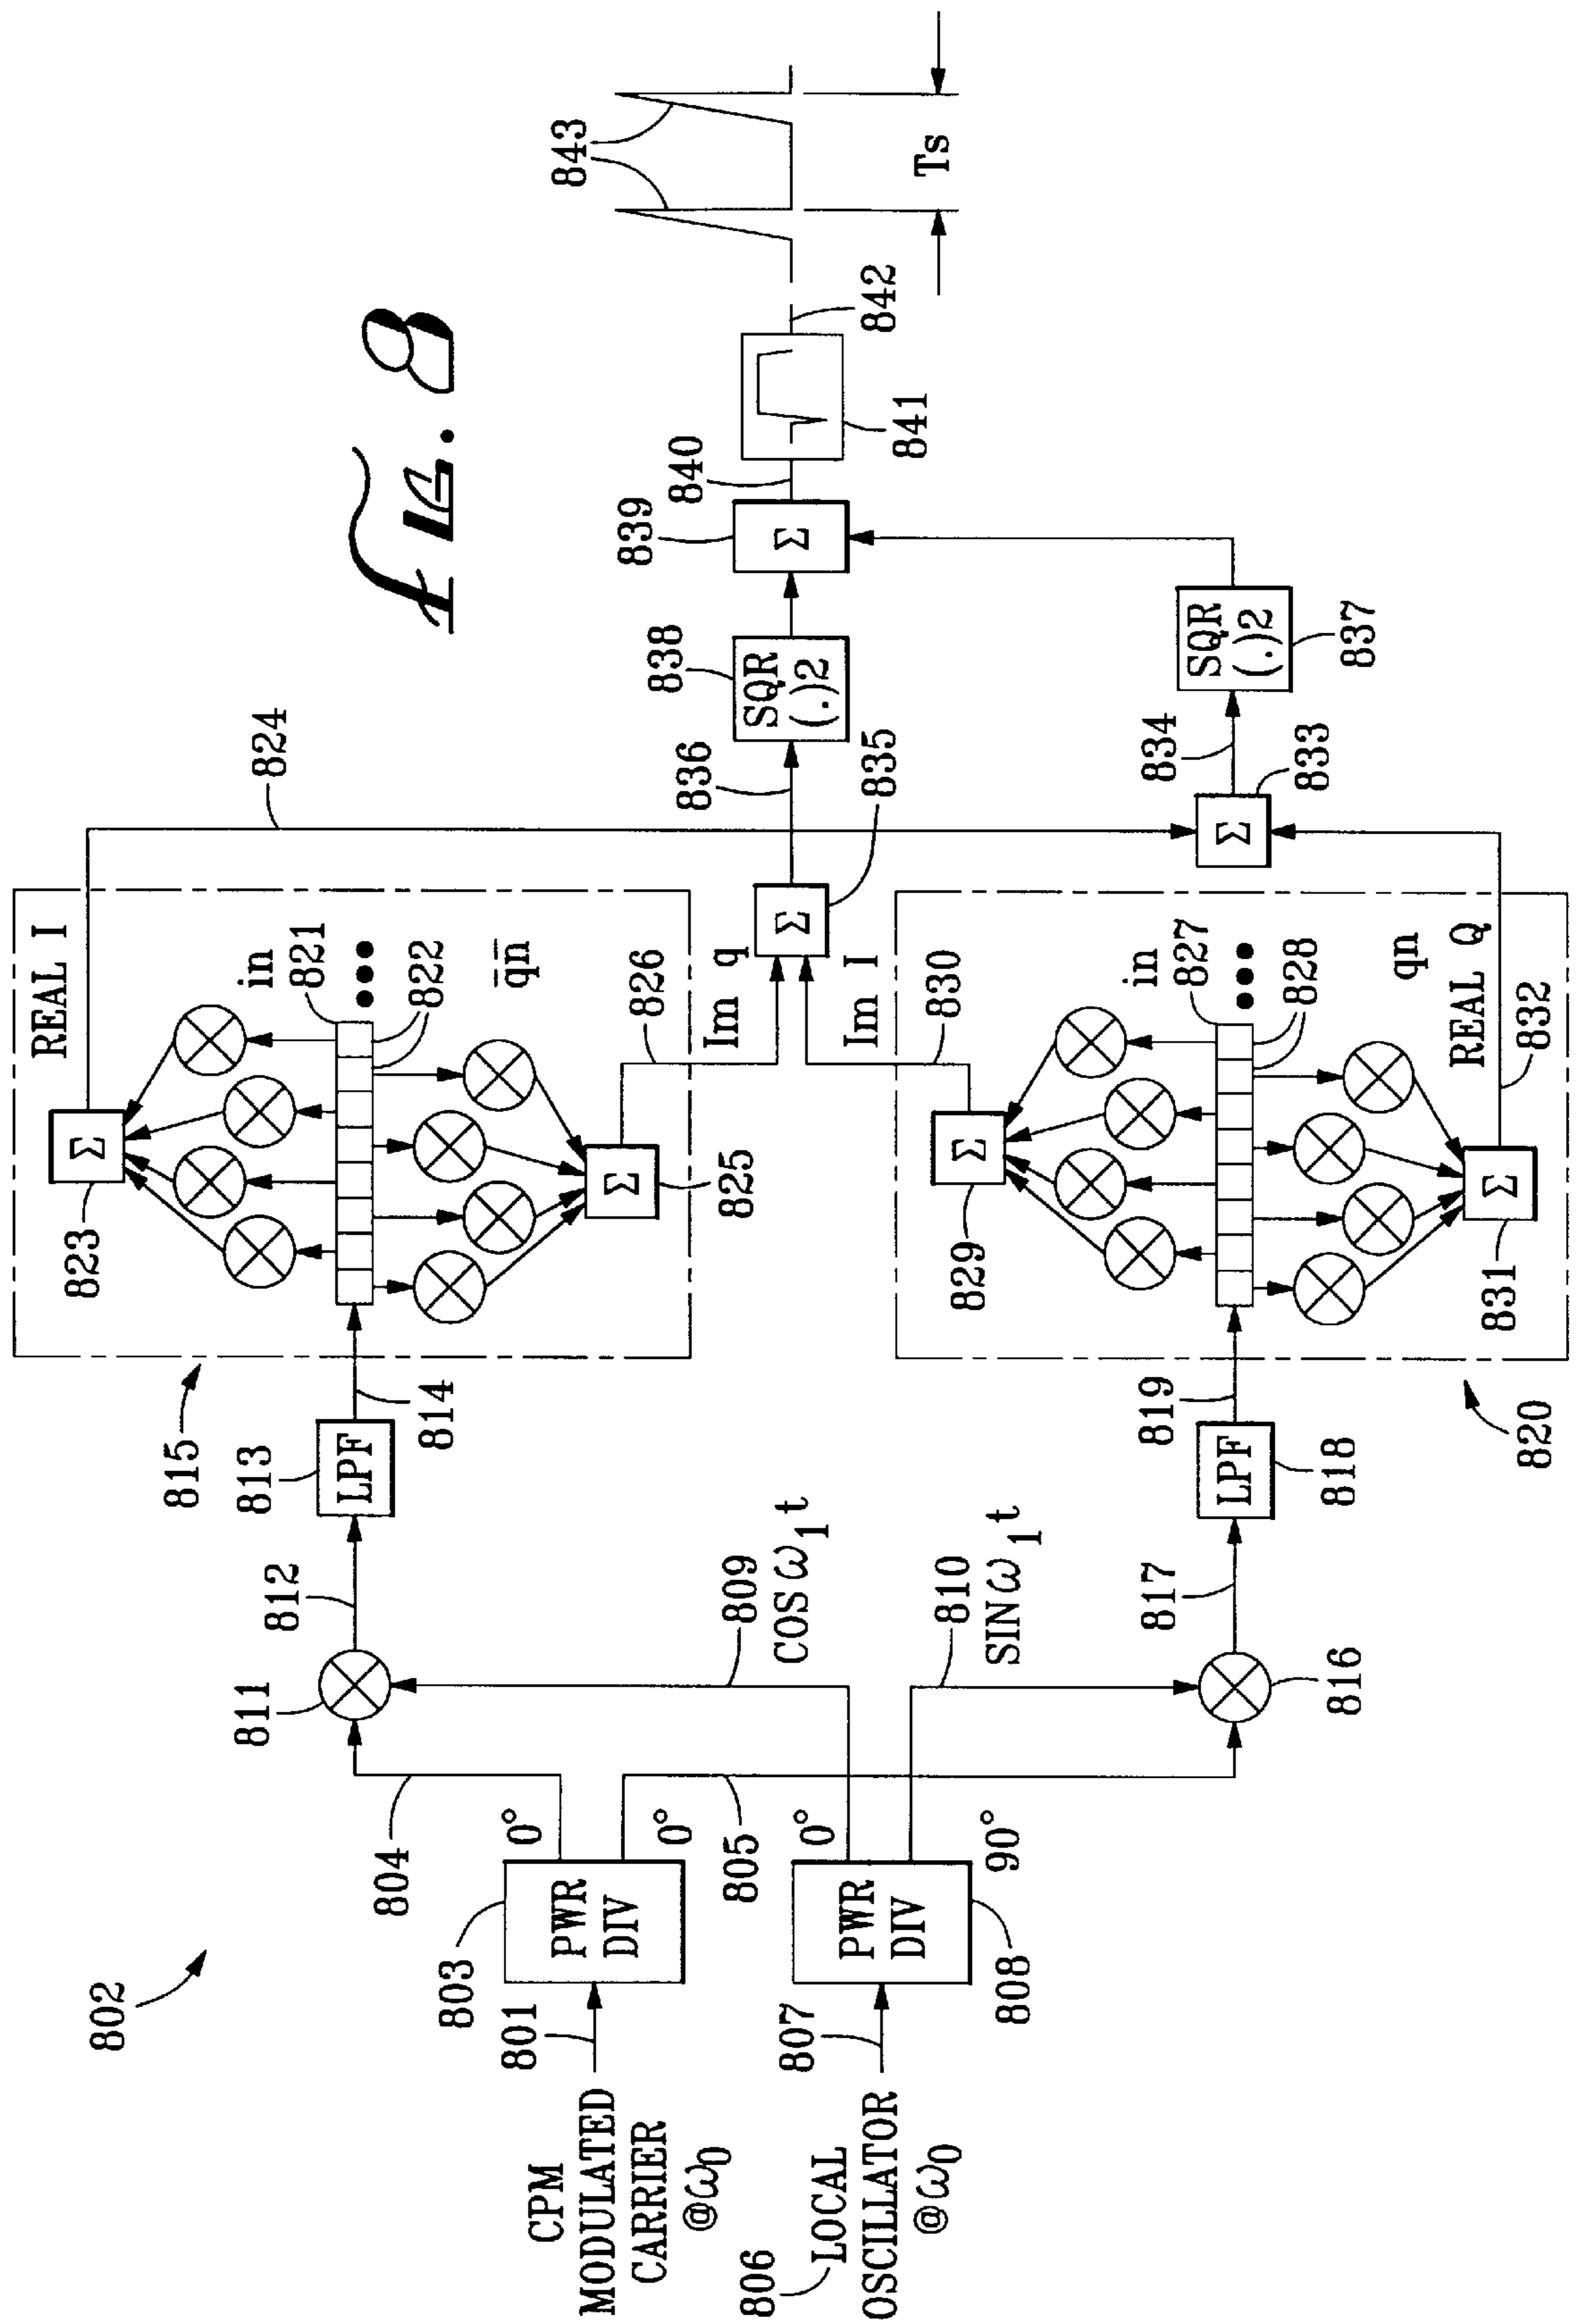 FIG. 8
802
CPM
MODULATED
CARRIER
@ω0
801
803
PWR
DIV
0°
0°
804
805
806
LOCAL
OSCILLATOR
@ω0
807
808
PWR
DIV
0°
90°
809
COS ω1t
810
SIN ω1t
811
812
813
LPF
814
815
816
817
818
LPF
819
820
REAL I
823
Σ
in
821
822
q̄n̄
825
Σ
824
826
Im q
Im I
830
829
Σ
in
827
828
qn
REAL Q
831
Σ
832
Σ
835
836
Σ
833
834
838
SQR
(.)2
SQR
(.)2
837
839
Σ
840
841
842
843
Ts